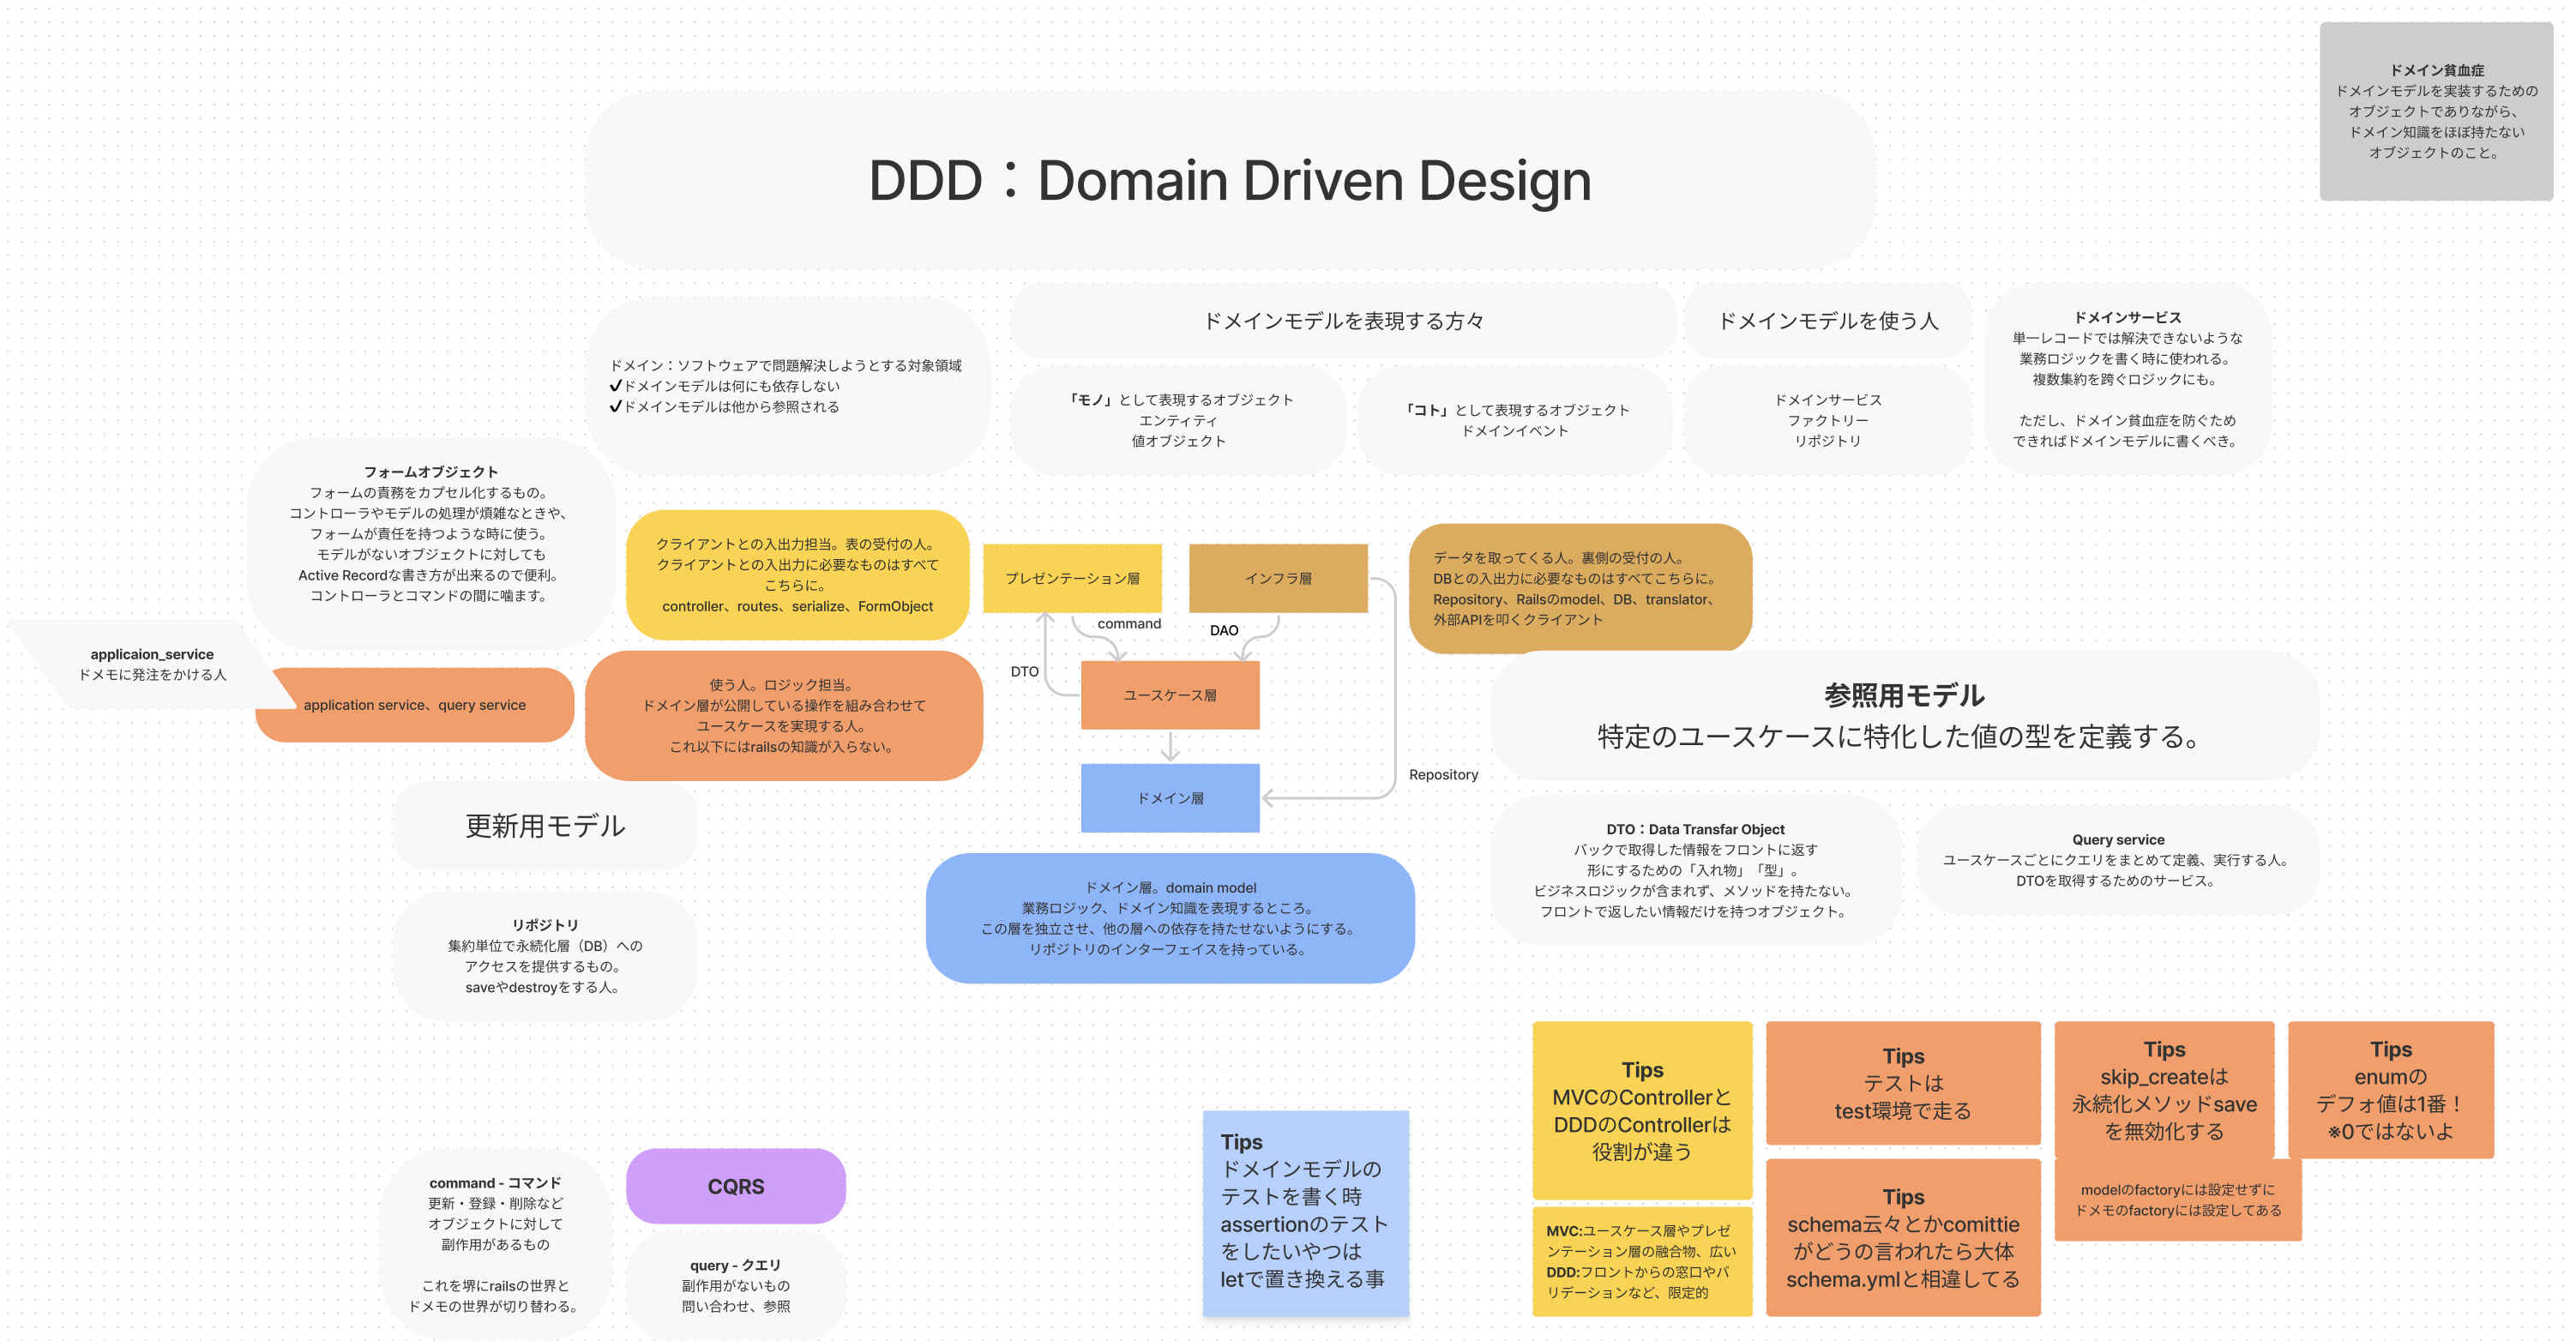 ドメイン貧血症
ドメインモデルを実装するための
オブジェクトでありながら、
ドメイン知識をほぼ持たない
オブジェクトのこと。
DDD：Domain Driven Design
ドメイン：ソフトウェアで問題解決しようとする対象領域
✔ドメインモデルは何にも依存しない
✔ドメインモデルは他から参照される
ドメインモデルを表現する方々
「モノ」として表現するオブジェクト
エンティティ
値オブジェクト
「コト」として表現するオブジェクト
ドメインイベント
ドメインモデルを使う人
ドメインサービス
ファクトリー
リポジトリ
ドメインサービス
単一レコードでは解決できないような
業務ロジックを書く時に使われる。
複数集約を跨ぐロジックにも。
ただし、ドメイン貧血症を防ぐため
できればドメインモデルに書くべき。
フォームオブジェクト
フォームの責務をカプセル化するもの。
コントローラやモデルの処理が煩雑なときや、
フォームが責任を持つような時に使う。
モデルがないオブジェクトに対しても
Active Recordな書き方が出来るので便利。
コントローラとコマンドの間に噛ます。
クライアントとの入出力担当。表の受付の人。
クライアントとの入出力に必要なものはすべて
こちらに。
controller、routes、serialize、FormObject
プレゼンテーション層
インフラ層
データを取ってくる人。裏側の受付の人。
DBとの入出力に必要なものはすべてこちらに。
Repository、Railsのmodel、DB、translator、
外部APIを叩くクライアント
command
DAO
DTO
applicaion_service
ドメモに発注をかける人
application service、query service
使う人。ロジック担当。
ドメイン層が公開している操作を組み合わせて
ユースケースを実現する人。
これ以下にはrailsの知識が入らない。
ユースケース層
Repository
ドメイン層
参照用モデル
特定のユースケースに特化した値の型を定義する。
更新用モデル
リポジトリ
集約単位で永続化層（DB）への
アクセスを提供するもの。
saveやdestroyをする人。
ドメイン層。domain model
業務ロジック、ドメイン知識を表現するところ。
この層を独立させ、他の層への依存を持たせないようにする。
リポジトリのインターフェイスを持っている。
DTO：Data Transfar Object
バックで取得した情報をフロントに返す
形にするための「入れ物」「型」。
ビジネスロジックが含まれず、メソッドを持たない。
フロントで返したい情報だけを持つオブジェクト。
Query service
ユースケースごとにクエリをまとめて定義、実行する人。
DTOを取得するためのサービス。
command - コマンド
更新・登録・削除など
オブジェクトに対して
副作用があるもの
これを堺にrailsの世界と
ドメモの世界が切り替わる。
CQRS
query - クエリ
副作用がないもの
問い合わせ、参照
Tips
ドメインモデルの
テストを書く時
assertionのテスト
をしたいやつは
letで置き換える事
Tips
MVCのControllerと
DDDのControllerは
役割が違う
MVC:ユースケース層やプレゼ
ンテーション層の融合物、広い
DDD:フロントからの窓口やバ
リデーションなど、限定的
Tips
テストは
test環境で走る
Tips
schema云々とかcomittie
がどうの言われたら大体
schema.ymlと相違してる
Tips
skip_createは
永続化メソッドsave
を無効化する
modelのfactoryには設定せずに
ドメモのfactoryには設定してある
Tips
enumの
デフォ値は1番！
※0ではないよ